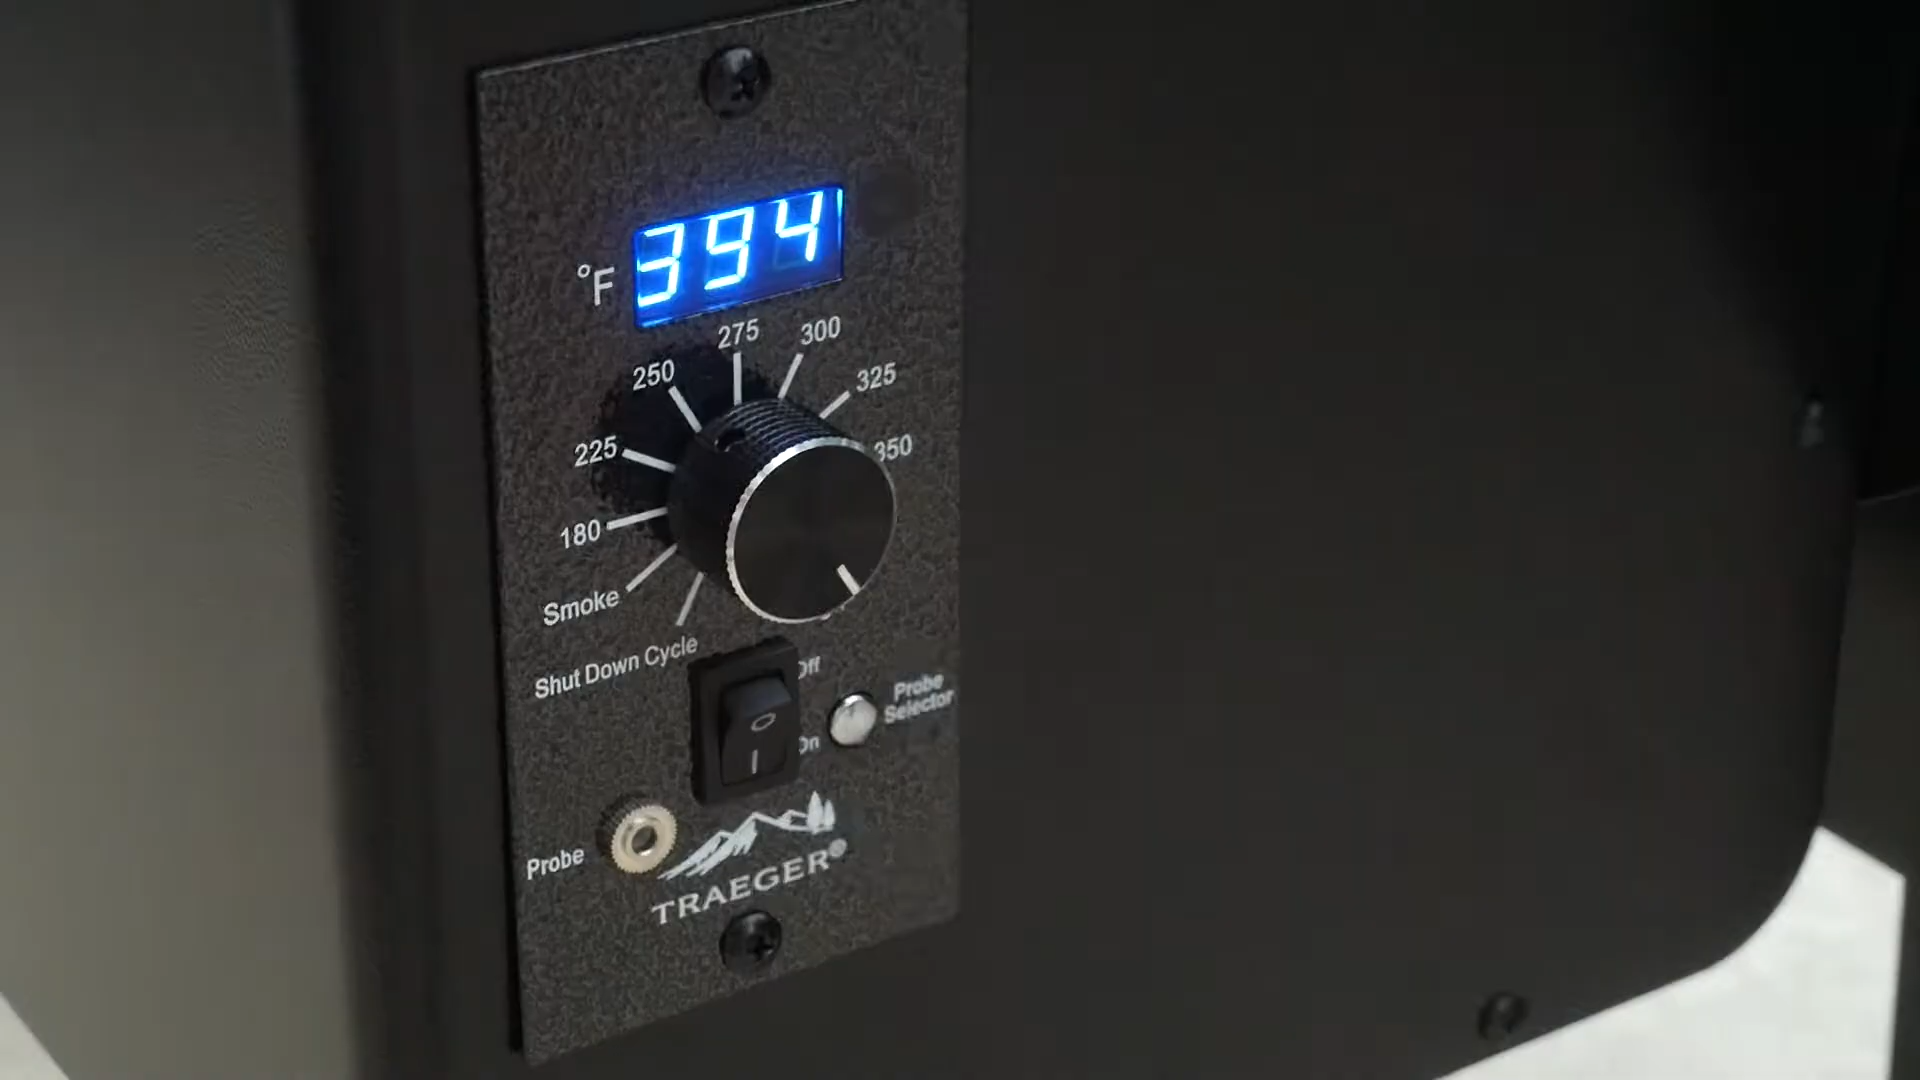 394
°F
275
300
250
325
225
350
180
Smoke
Shut Down Cycle
Off
Probe
Selector
On
Probe
TRAEGER®